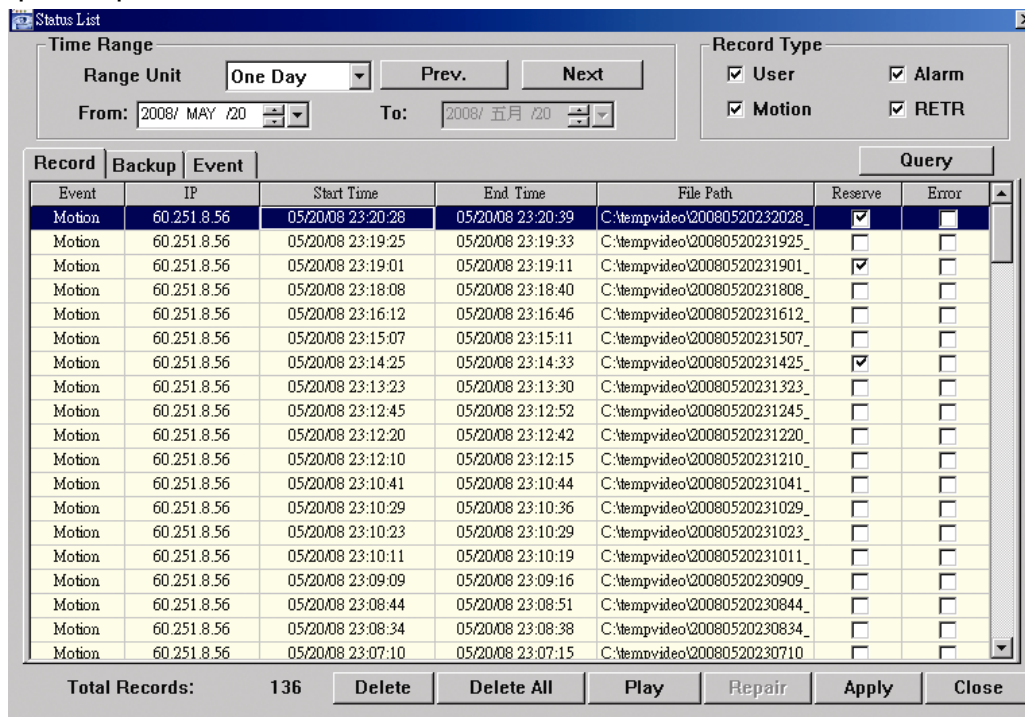 Status List
Time Range
Record Type
Range Unit One Day Prev. Next
User Alarm
From: 2008/ MAY /20 To: 2008/ 五月 /20
Motion RETR
Record Backup Event Query
Event IP Start Time End Time File Path Reserve Error
Motion 60.251.8.56 05/20/08 23:20:28 05/20/08 23:20:39 C:\tempvideo\20080520232028_
Motion 60.251.8.56 05/20/08 23:19:25 05/20/08 23:19:33 C:\tempvideo\20080520231925_
Motion 60.251.8.56 05/20/08 23:19:01 05/20/08 23:19:11 C:\tempvideo\20080520231901_
Motion 60.251.8.56 05/20/08 23:18:08 05/20/08 23:18:40 C:\tempvideo\20080520231808_
Motion 60.251.8.56 05/20/08 23:16:12 05/20/08 23:16:46 C:\tempvideo\20080520231612_
Motion 60.251.8.56 05/20/08 23:15:07 05/20/08 23:15:11 C:\tempvideo\20080520231507_
Motion 60.251.8.56 05/20/08 23:14:25 05/20/08 23:14:33 C:\tempvideo\20080520231425_
Motion 60.251.8.56 05/20/08 23:13:23 05/20/08 23:13:30 C:\tempvideo\20080520231323_
Motion 60.251.8.56 05/20/08 23:12:45 05/20/08 23:12:52 C:\tempvideo\20080520231245_
Motion 60.251.8.56 05/20/08 23:12:20 05/20/08 23:12:42 C:\tempvideo\20080520231220_
Motion 60.251.8.56 05/20/08 23:12:10 05/20/08 23:12:15 C:\tempvideo\20080520231210_
Motion 60.251.8.56 05/20/08 23:10:41 05/20/08 23:10:44 C:\tempvideo\20080520231041_
Motion 60.251.8.56 05/20/08 23:10:29 05/20/08 23:10:36 C:\tempvideo\20080520231029_
Motion 60.251.8.56 05/20/08 23:10:23 05/20/08 23:10:29 C:\tempvideo\20080520231023_
Motion 60.251.8.56 05/20/08 23:10:11 05/20/08 23:10:19 C:\tempvideo\20080520231011_
Motion 60.251.8.56 05/20/08 23:09:09 05/20/08 23:09:16 C:\tempvideo\20080520230909_
Motion 60.251.8.56 05/20/08 23:08:44 05/20/08 23:08:51 C:\tempvideo\20080520230844_
Motion 60.251.8.56 05/20/08 23:08:34 05/20/08 23:08:38 C:\tempvideo\20080520230834_
Motion 60.251.8.56 05/20/08 23:07:10 05/20/08 23:07:15 C:\tempvideo\20080520230710
Total Records: 136 Delete Delete All Play Repair Apply Close